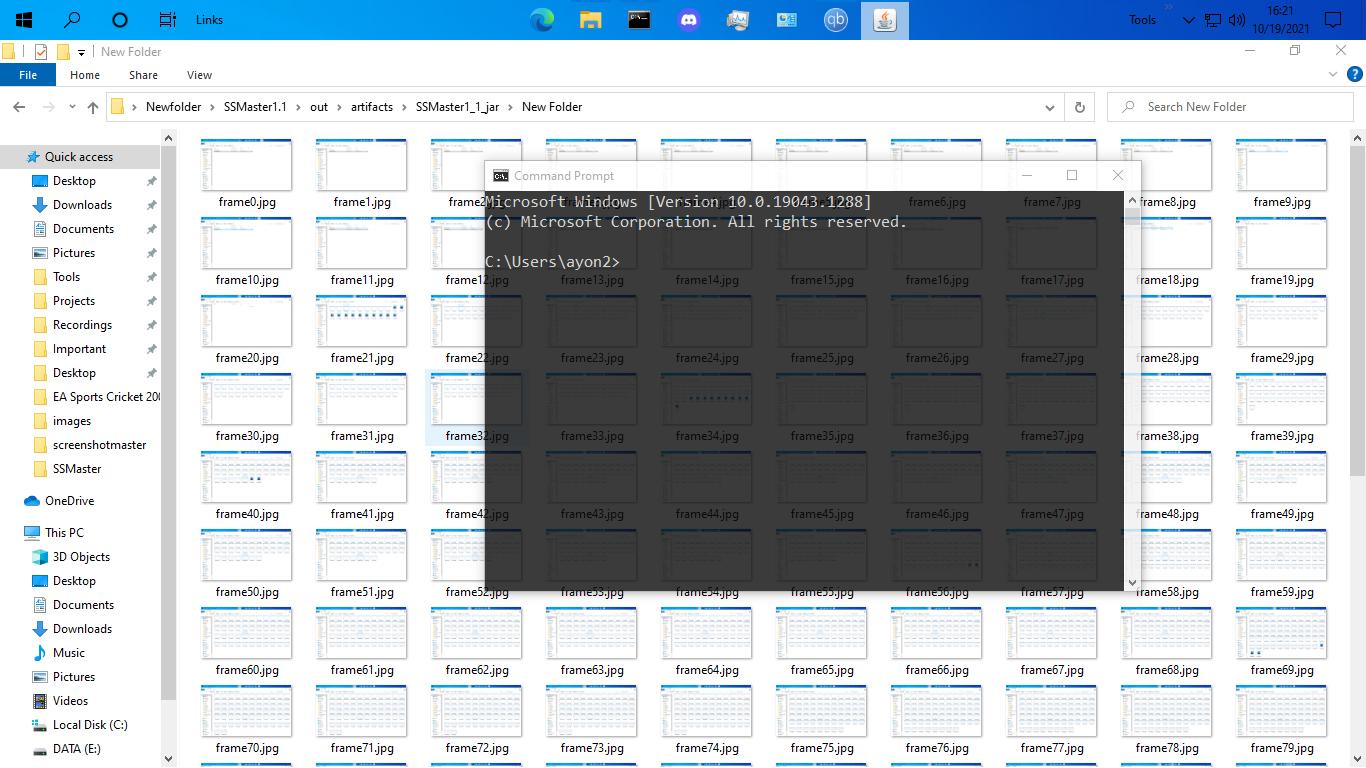 Links
Tools
16:21
10/19/2021
New Folder
File Home Share View
Newfolder SSMaster1.1 out artifacts SSMaster1_1_jar New Folder
Search New Folder
Quick access
Desktop
Downloads
Documents
Pictures
Tools
Projects
Recordings
Important
Desktop
EA Sports Cricket 200
images
screenshotmaster
SSMaster
OneDrive
This PC
3D Objects
Desktop
Documents
Downloads
Music
Pictures
Videos
Local Disk (C:)
DATA (E:)
Command Prompt
Microsoft Windows [Version 10.0.19043.1288]
(c) Microsoft Corporation. All rights reserved.
C:\Users\ayon2>
frame0.jpg frame1.jpg frame6.jpg frame8.jpg frame9.jpg
frame10.jpg frame11.jpg frame12.jpg frame13.jpg frame14.jpg frame15.jpg frame16.jpg frame17.jpg frame18.jpg frame19.jpg
frame20.jpg frame21.jpg frame22.jpg frame23.jpg frame24.jpg frame25.jpg frame26.jpg frame27.jpg frame28.jpg frame29.jpg
frame30.jpg frame31.jpg frame32.jpg frame33.jpg frame34.jpg frame35.jpg frame36.jpg frame37.jpg frame38.jpg frame39.jpg
frame40.jpg frame41.jpg frame42.jpg frame43.jpg frame44.jpg frame45.jpg frame46.jpg frame47.jpg frame48.jpg frame49.jpg
frame50.jpg frame51.jpg frame52.jpg frame53.jpg frame54.jpg frame55.jpg frame56.jpg frame57.jpg frame58.jpg frame59.jpg
frame60.jpg frame61.jpg frame62.jpg frame63.jpg frame64.jpg frame65.jpg frame66.jpg frame67.jpg frame68.jpg frame69.jpg
frame70.jpg frame71.jpg frame72.jpg frame73.jpg frame74.jpg frame75.jpg frame76.jpg frame77.jpg frame78.jpg frame79.jpg